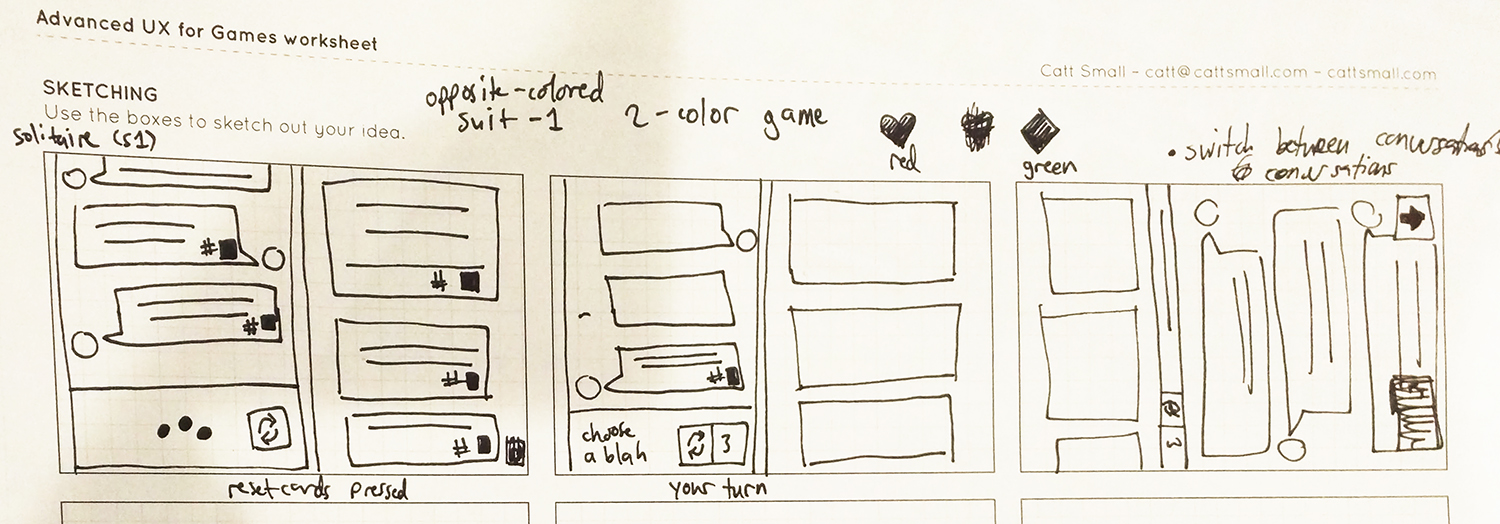 Advanced UX for Games worksheet
Catt Small - catt@cattsmall.com - cattsmall.com
SKETCHING
Use the boxes to sketch out your idea.
solitaire (s1)
opposite-colored
suit -1
2-color game
red
green
• switch between conversations
conversations
#
#
#
#
#
reset cards pressed
#
choose
a blah
3
your turn
3